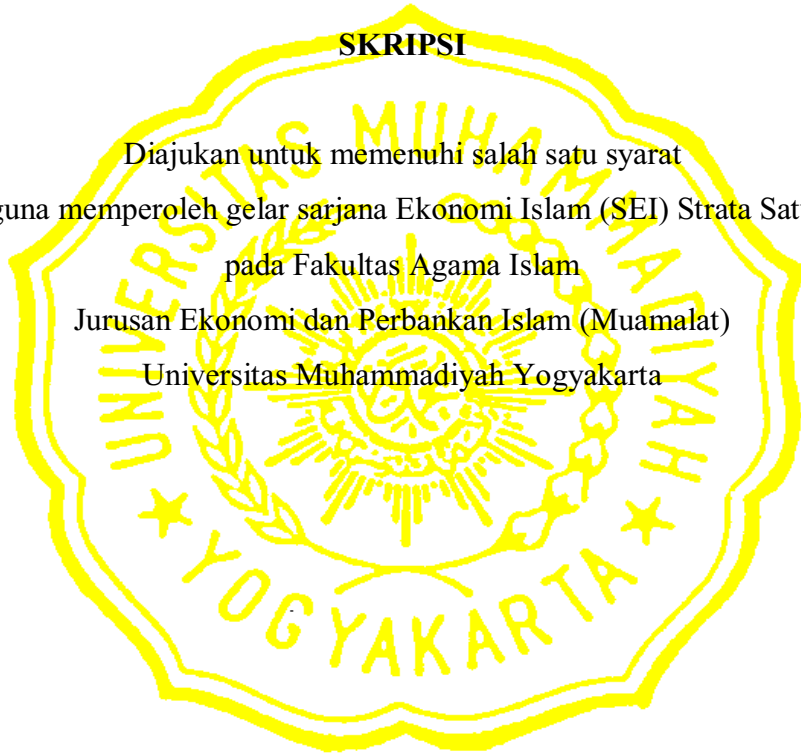 SKRIPSI
Diajukan untuk memenuhi salah satu syarat
guna memperoleh gelar sarjana Ekonomi Islam (SEI) Strata Sat
pada Fakultas Agama Islam
Jurusan Ekonomi dan Perbankan Islam (Muamalat)
Universitas Muhammadiyah Yogyakarta
UNIVERSITAS MUHAMMADIYAH
YOGYAKARTA